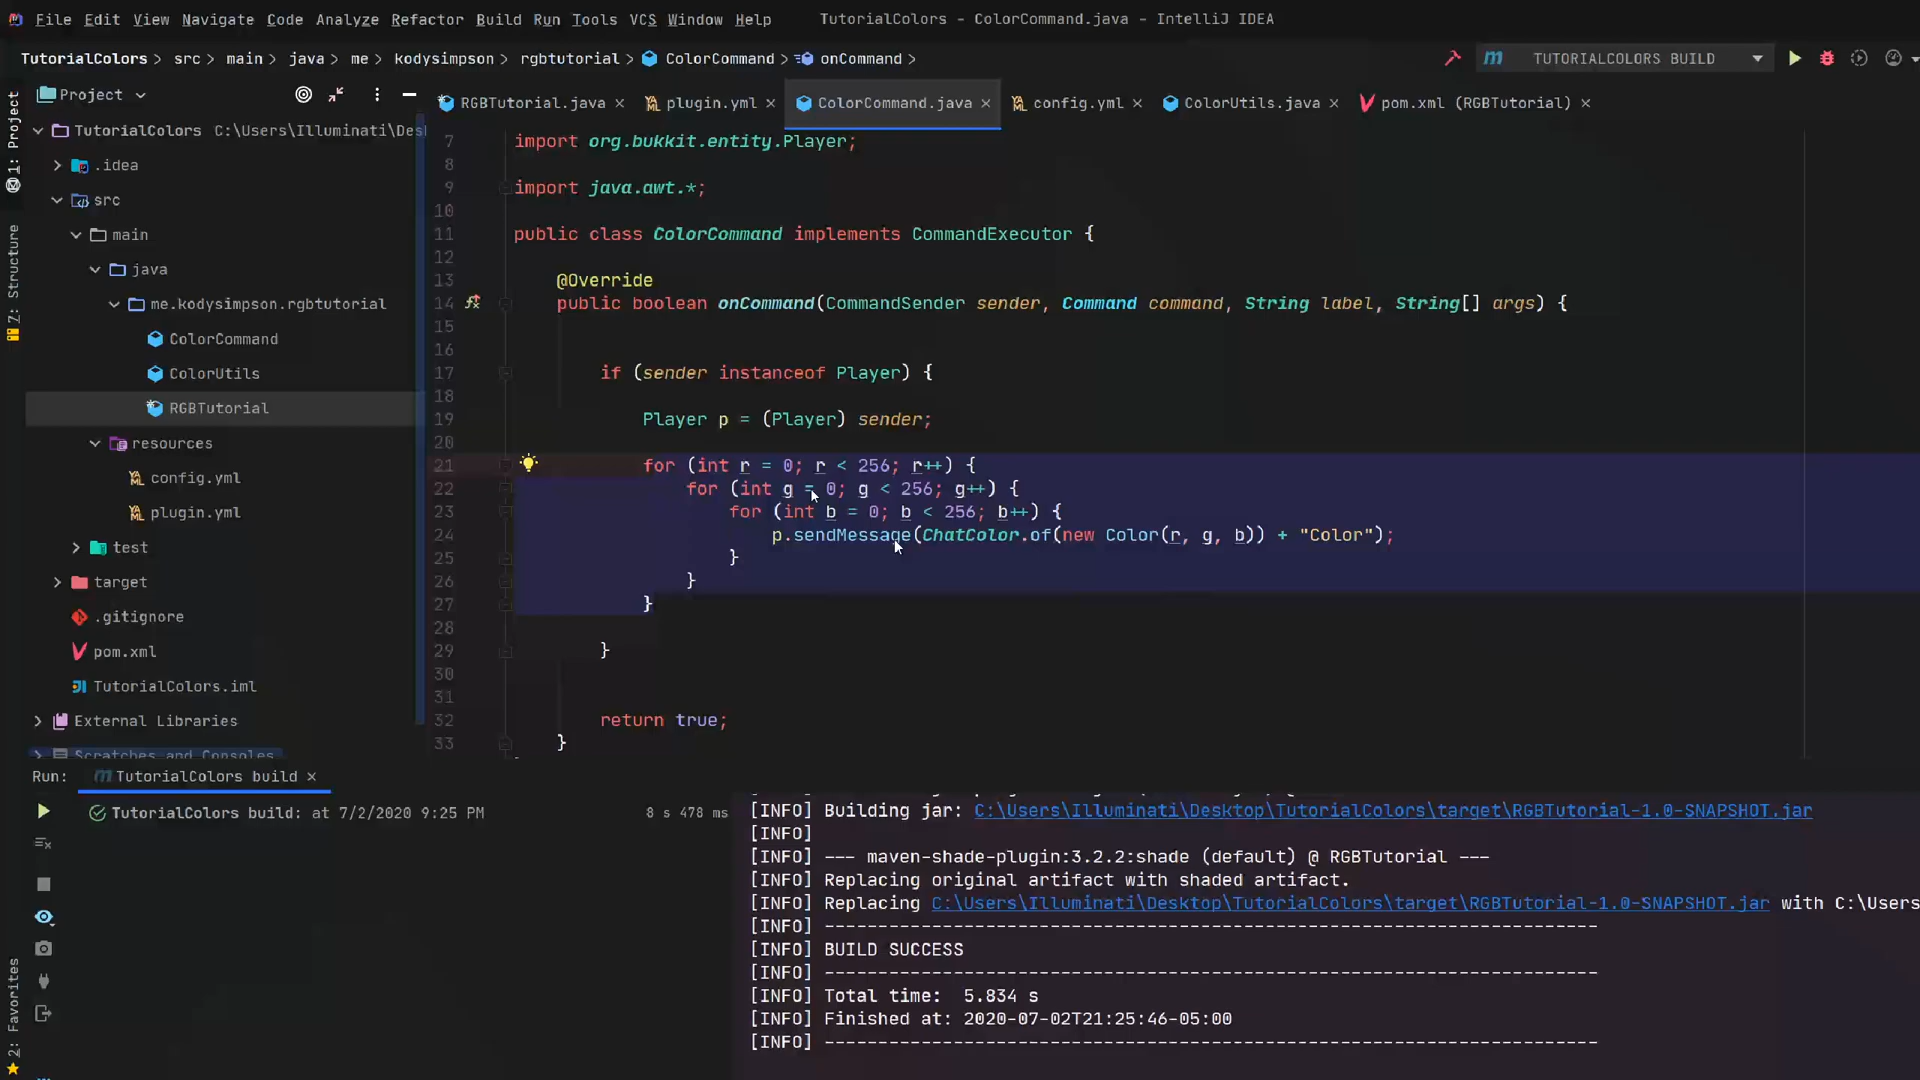 File Edit View Navigate Code Analyze Refactor Build Run Tools VCS Window Help TutorialColors - ColorCommand.java - IntelliJ IDEA
TutorialColors > src > main > java > me > kodysimpson > rgbtutorial > ColorCommand > onCommand > TUTORIALCOLORS BUILD
1: Project
7: Structure
2: Favorites
Project
RGBTutorial.java × plugin.yml × ColorCommand.java × config.yml × ColorUtils.java × pom.xml (RGBTutorial) ×
TutorialColors C:\Users\Illuminati\Des
.idea
src
main
java
me.kodysimpson.rgbtutorial
ColorCommand
ColorUtils
RGBTutorial
resources
config.yml
plugin.yml
test
target
.gitignore
pom.xml
TutorialColors.iml
External Libraries
Scratches and Consoles
7 import org.bukkit.entity.Player;
8
9 import java.awt.*;
10
11 public class ColorCommand implements CommandExecutor {
12
13 @Override
14 public boolean onCommand(CommandSender sender, Command command, String label, String[] args) {
15
16
17 if (sender instanceof Player) {
18
19 Player p = (Player) sender;
20
21 for (int r = 0; r < 256; r++) {
22 for (int g = 0; g < 256; g++) {
23 for (int b = 0; b < 256; b++) {
24 p.sendMessage(ChatColor.of(new Color(r, g, b)) + "Color");
25 }
26 }
27 }
28
29 }
30
31
32 return true;
33 }
Run: TutorialColors build ×
TutorialColors build: at 7/2/2020 9:25 PM 8 s 478 ms
[INFO] Building jar: C:\Users\Illuminati\Desktop\TutorialColors\target\RGBTutorial-1.0-SNAPSHOT.jar
[INFO]
[INFO] --- maven-shade-plugin:3.2.2:shade (default) @ RGBTutorial ---
[INFO] Replacing original artifact with shaded artifact.
[INFO] Replacing C:\Users\Illuminati\Desktop\TutorialColors\target\RGBTutorial-1.0-SNAPSHOT.jar with C:\Users
[INFO] ------------------------------------------------------------------------
[INFO] BUILD SUCCESS
[INFO] ------------------------------------------------------------------------
[INFO] Total time:  5.834 s
[INFO] Finished at: 2020-07-02T21:25:46-05:00
[INFO] ------------------------------------------------------------------------